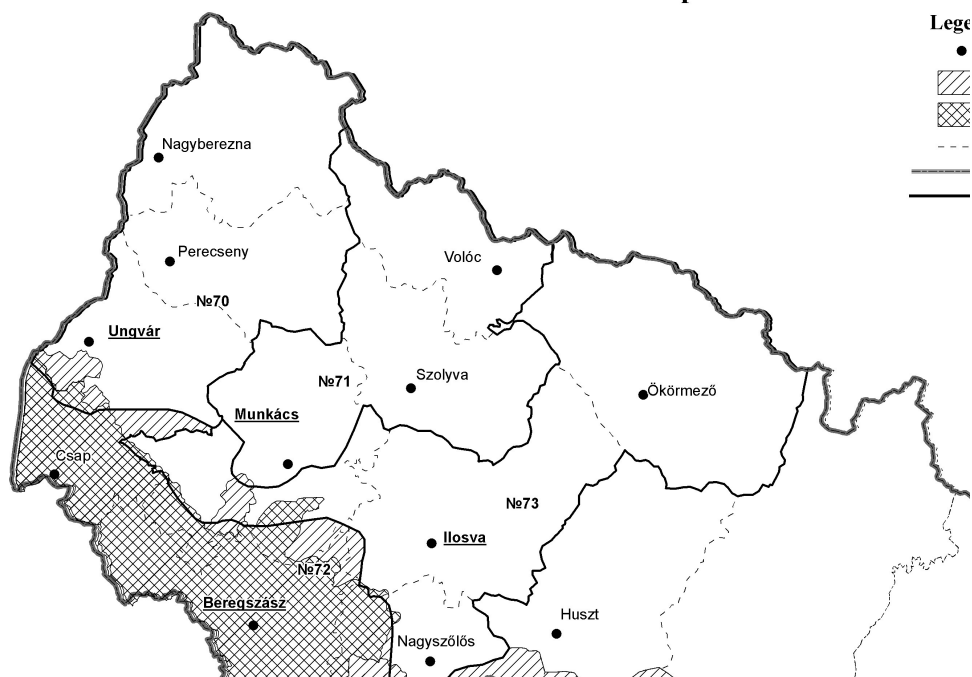 Lege
Nagyberezna
Perecseny
Volóc
№70
Ungvár
Szolyva
№71
Ökörmező
Munkács
Csap
№73
Ilosva
№72
Beregszász
Huszt
Nagyszőlős